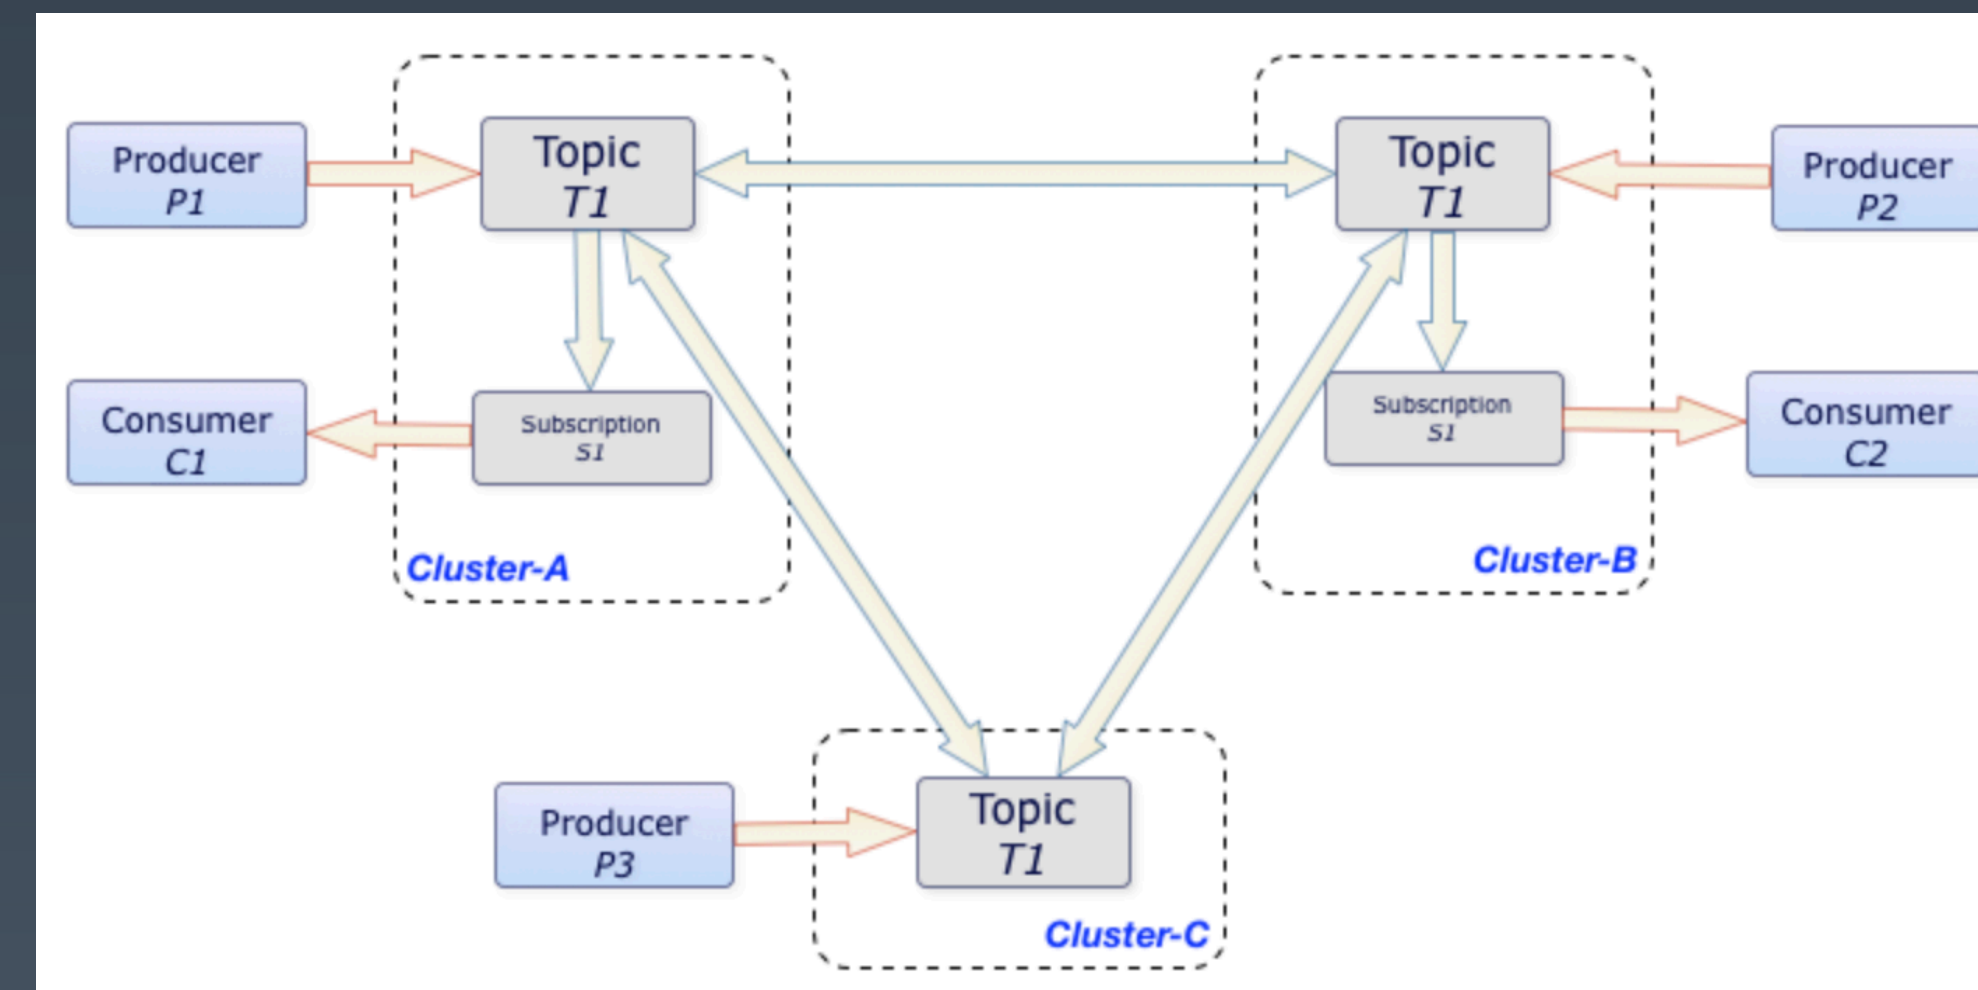 Producer
P1
Topic
T1
Topic
T1
Producer
P2
Consumer
C1
Subscription
S1
Subscription
S1
Consumer
C2
Cluster-A
Cluster-B
Producer
P3
Topic
T1
Cluster-C